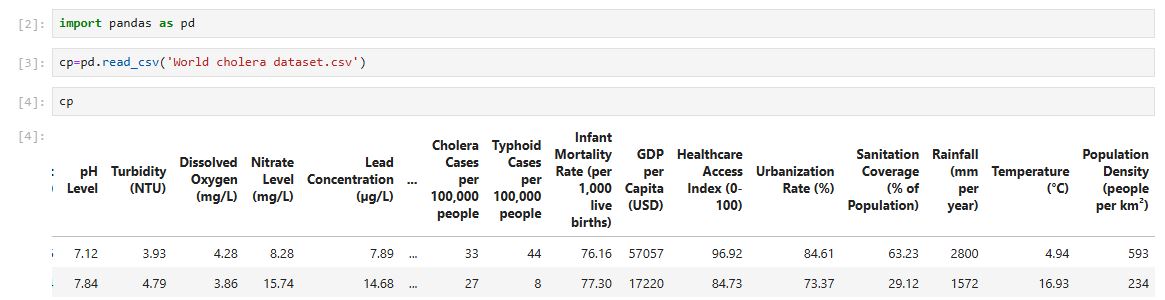 [2]: import pandas as pd
[3]: cp=pd.read_csv('World cholera dataset.csv')
[4]: cp
[4]:
pH Level Turbidity (NTU) Dissolved Oxygen (mg/L) Nitrate Level (mg/L) Lead Concentration (µg/L) ... Cholera Cases per 100,000 people Typhoid Cases per 100,000 people Infant Mortality Rate (per 1,000 live births) GDP per Capita (USD) Healthcare Access Index (0-100) Urbanization Rate (%) Sanitation Coverage (% of Population) Rainfall (mm per year) Temperature (°C) Population Density (people per km²)
7.12 3.93 4.28 8.28 7.89 ... 33 44 76.16 57057 96.92 84.61 63.23 2800 4.94 593
7.84 4.79 3.86 15.74 14.68 ... 27 8 77.30 17220 84.73 73.37 29.12 1572 16.93 234